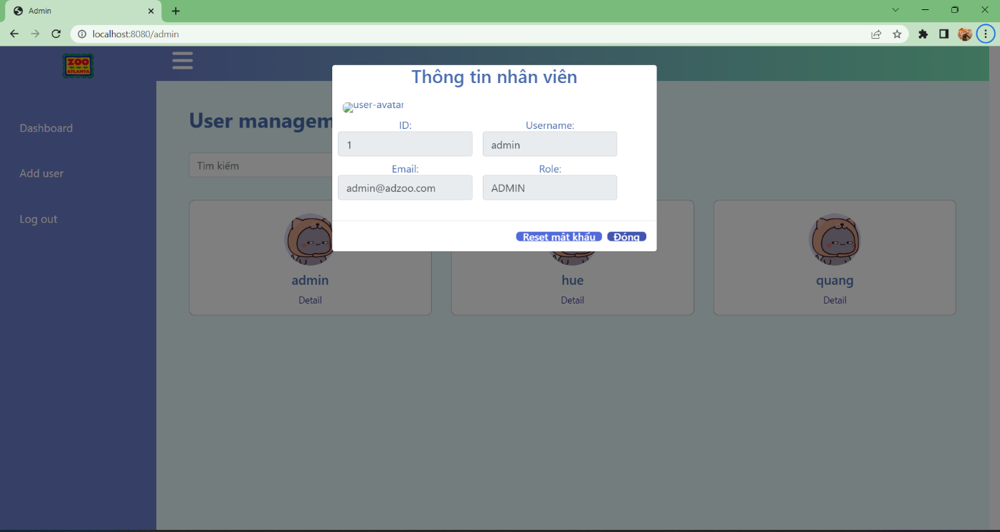 Admin
localhost:8080/admin
ZOO
ATLANTA
Thông tin nhân viên
user-avatar
User managem
Dashboard
ID:
Username:
1
admin
Tìm kiếm
Add user
Email:
Role:
admin@adzoo.com
ADMIN
Log out
Reset mật khẩu
Đóng
admin
hue
quang
Detail
Detail
Detail